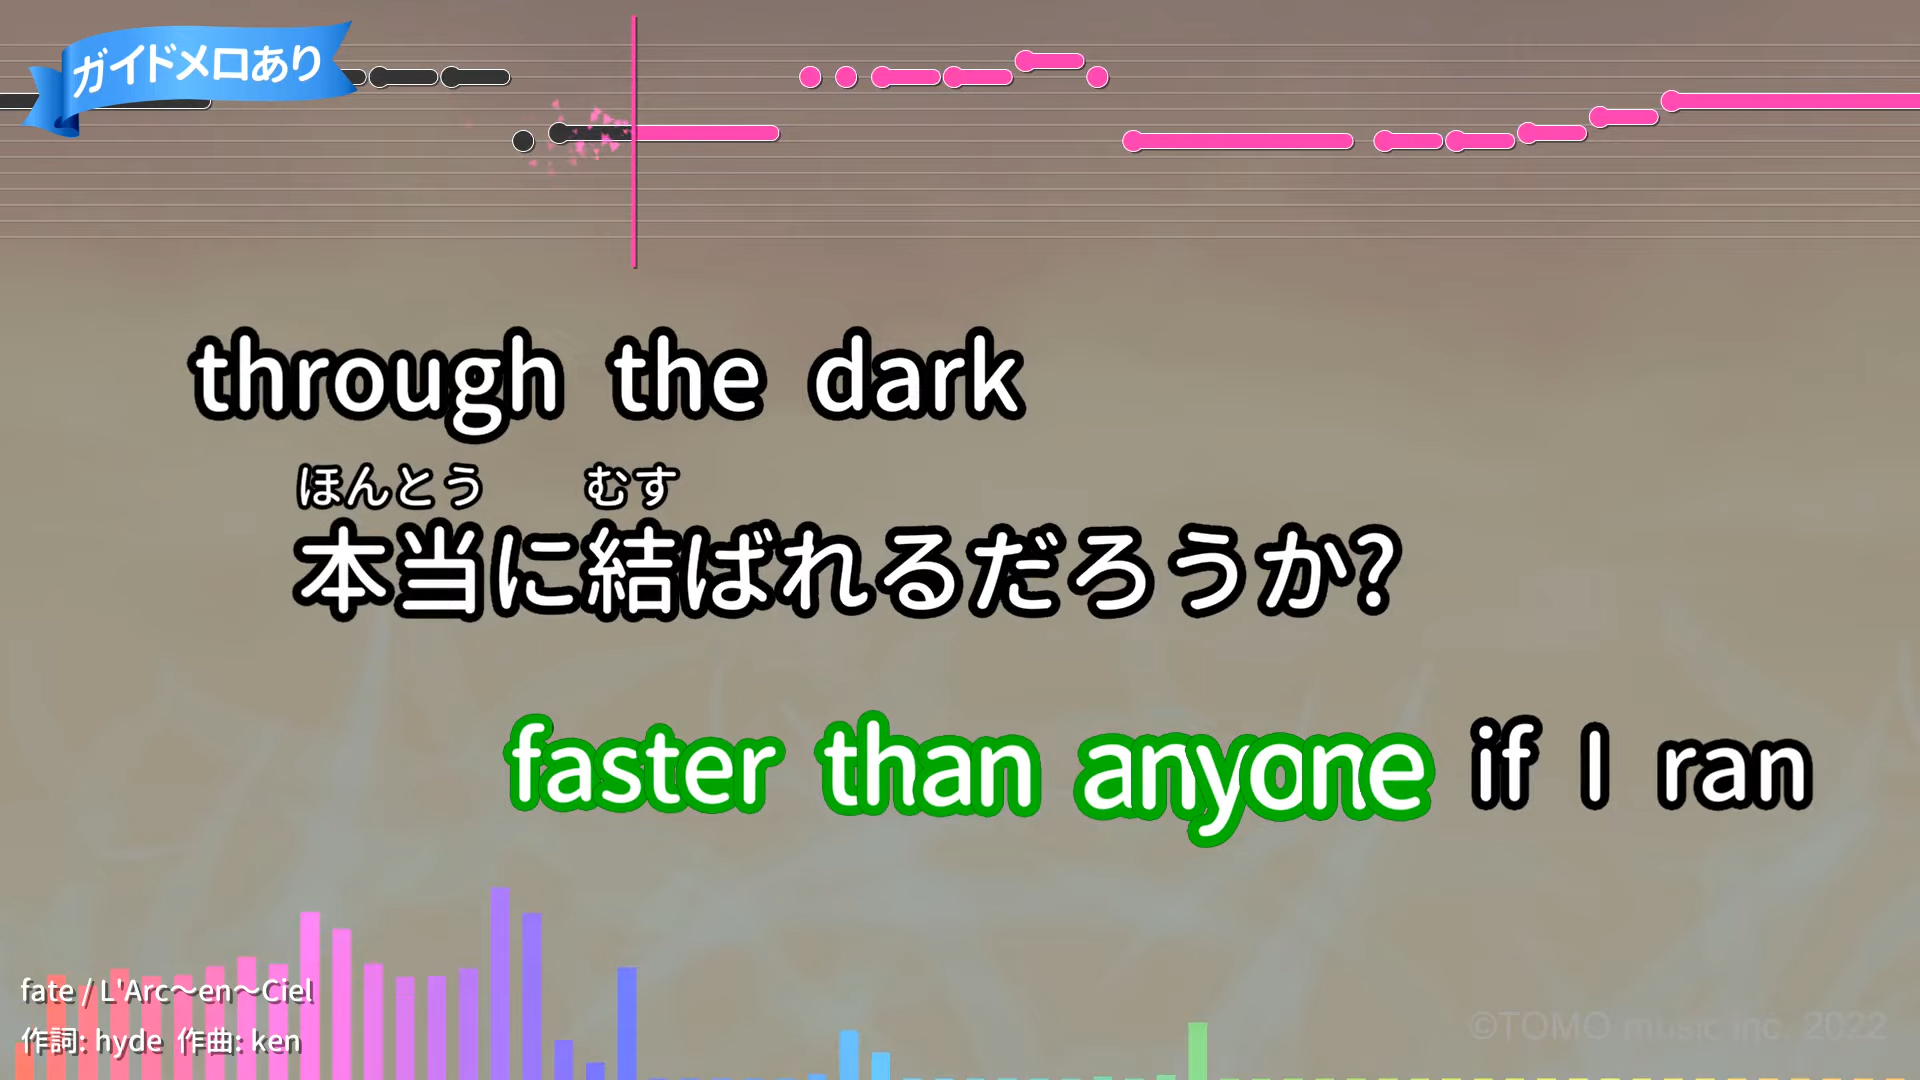 ガイドメロあり
through the dark
ほんとう むす
本当に結ばれるだろうか?
faster than anyone if I ran
fate / L'Arc〜en〜Ciel
作詞: hyde 作曲: ken
©TOMO music inc. 2022